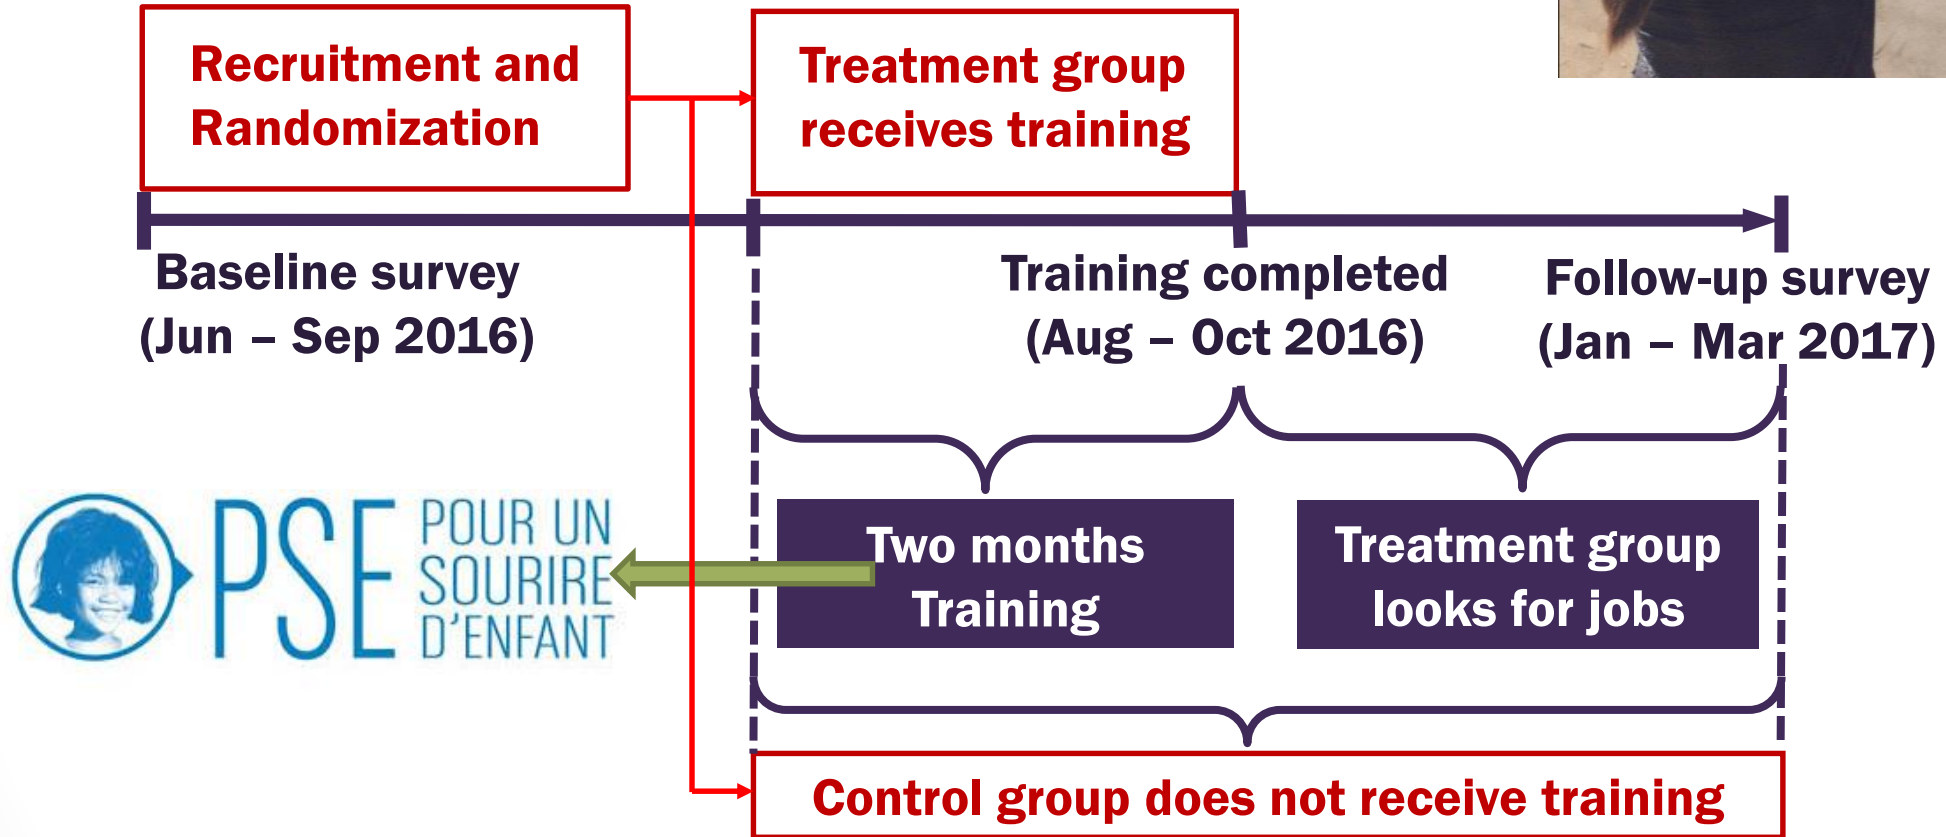 Recruitment and
Randomization
Treatment group
receives training
Baseline survey
(Jun – Sep 2016)
Training completed
(Aug – Oct 2016)
Follow-up survey
(Jan – Mar 2017)
PSE
POUR UN
SOURIRE
D'ENFANT
Two months
Training
Treatment group
looks for jobs
Control group does not receive training